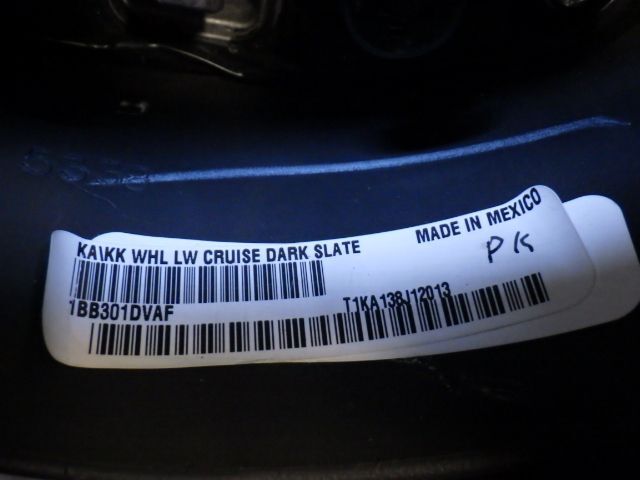 KA\KK WHL LW CRUISE DARK SLATE
MADE IN MEXICO
PK
1BB301DVAF
T1KA138J12013